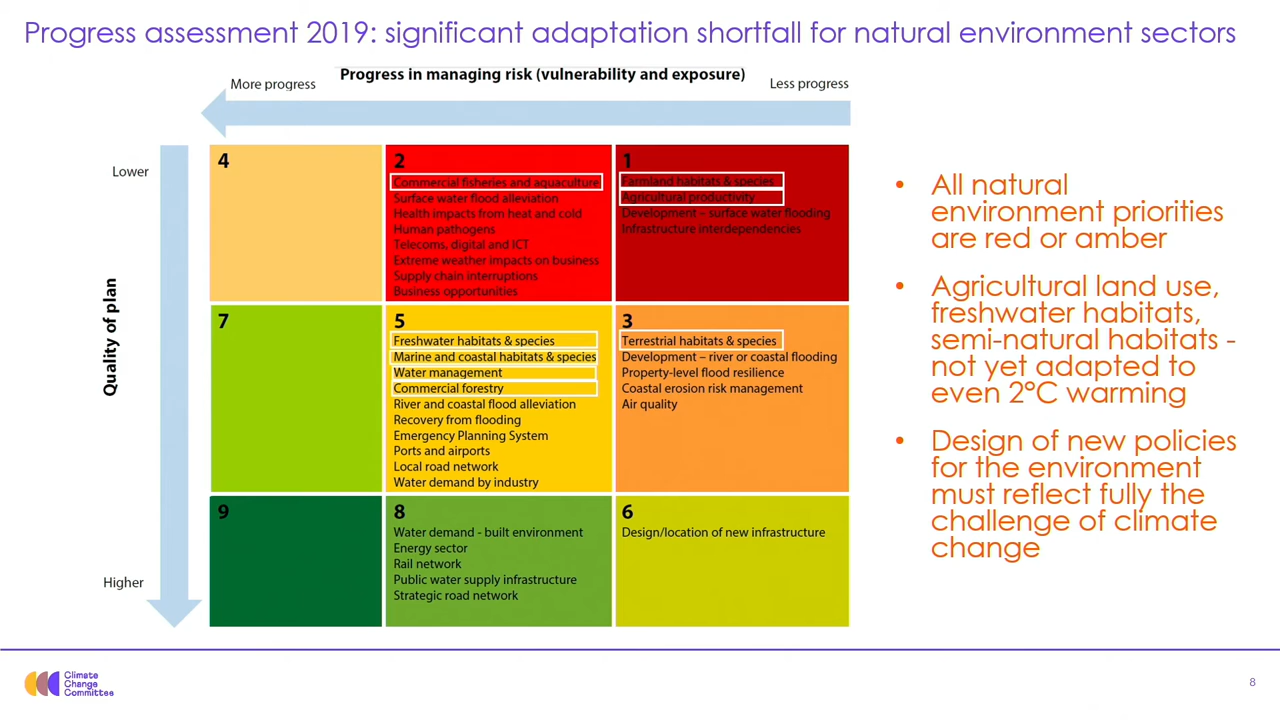 Progress assessment 2019: significant adaptation shortfall for natural environment sectors
Progress in managing risk (vulnerability and exposure)
More progress
Less progress
Quality of plan
Lower
Higher
4
2
Commercial fisheries and aquaculture
Surface water flood alleviation
Health impacts from heat and cold
Human pathogens
Telecoms, digital and ICT
Extreme weather impacts on business
Supply chain interruptions
Business opportunities
1
Farmland habitats & species
Agricultural productivity
Development – surface water flooding
Infrastructure interdependencies
7
5
Freshwater habitats & species
Marine and coastal habitats & species
Water management
Commercial forestry
River and coastal flood alleviation
Recovery from flooding
Emergency Planning System
Ports and airports
Local road network
Water demand by industry
3
Terrestrial habitats & species
Development – river or coastal flooding
Property-level flood resilience
Coastal erosion risk management
Air quality
9
8
Water demand - built environment
Energy sector
Rail network
Public water supply infrastructure
Strategic road network
6
Design/location of new infrastructure
• All natural
environment priorities
are red or amber
• Agricultural land use,
freshwater habitats,
semi-natural habitats -
not yet adapted to
even 2°C warming
• Design of new policies
for the environment
must reflect fully the
challenge of climate
change
Climate
Change
Committee
8